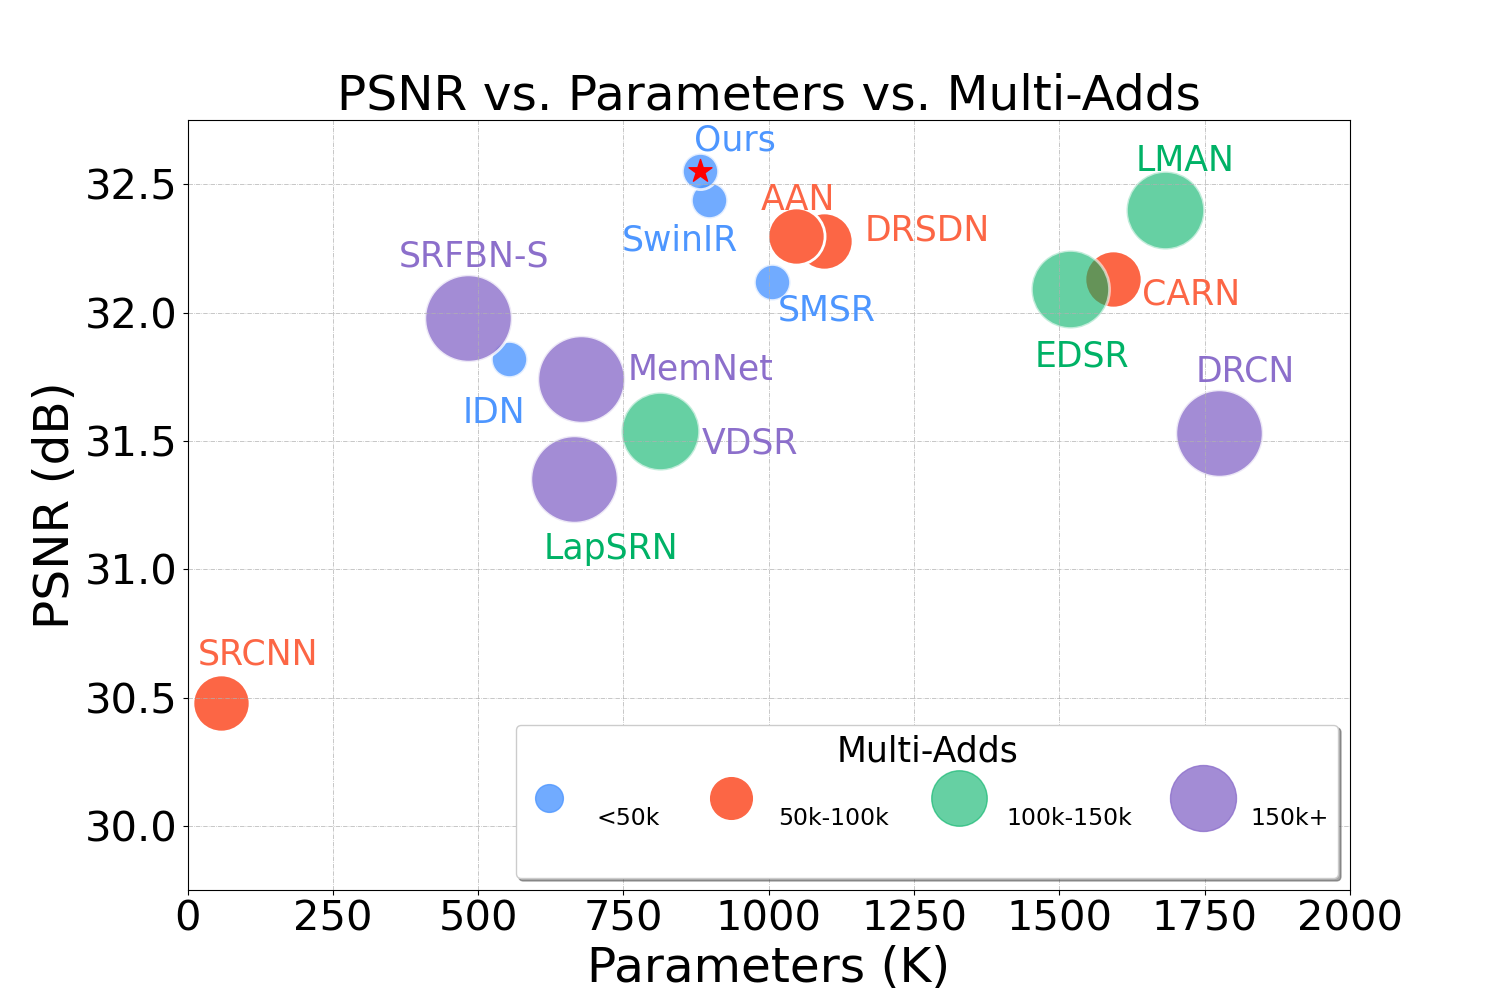 PSNR vs. Parameters vs. Multi-Adds
Ours
LMAN
32.5
AAN
DRSDN
SwinIR
SRFBN-S
CARN
SMSR
32.0
EDSR
MemNet
DRCN
IDN
VDSR
31.5
LapSRN
31.0
SRCNN
30.5
Multi-Adds
<50k
50k-100k
100k-150k
150k+
30.0
PSNR (dB)
0 250 500 750 1000 1250 1500 1750 2000
Parameters (K)